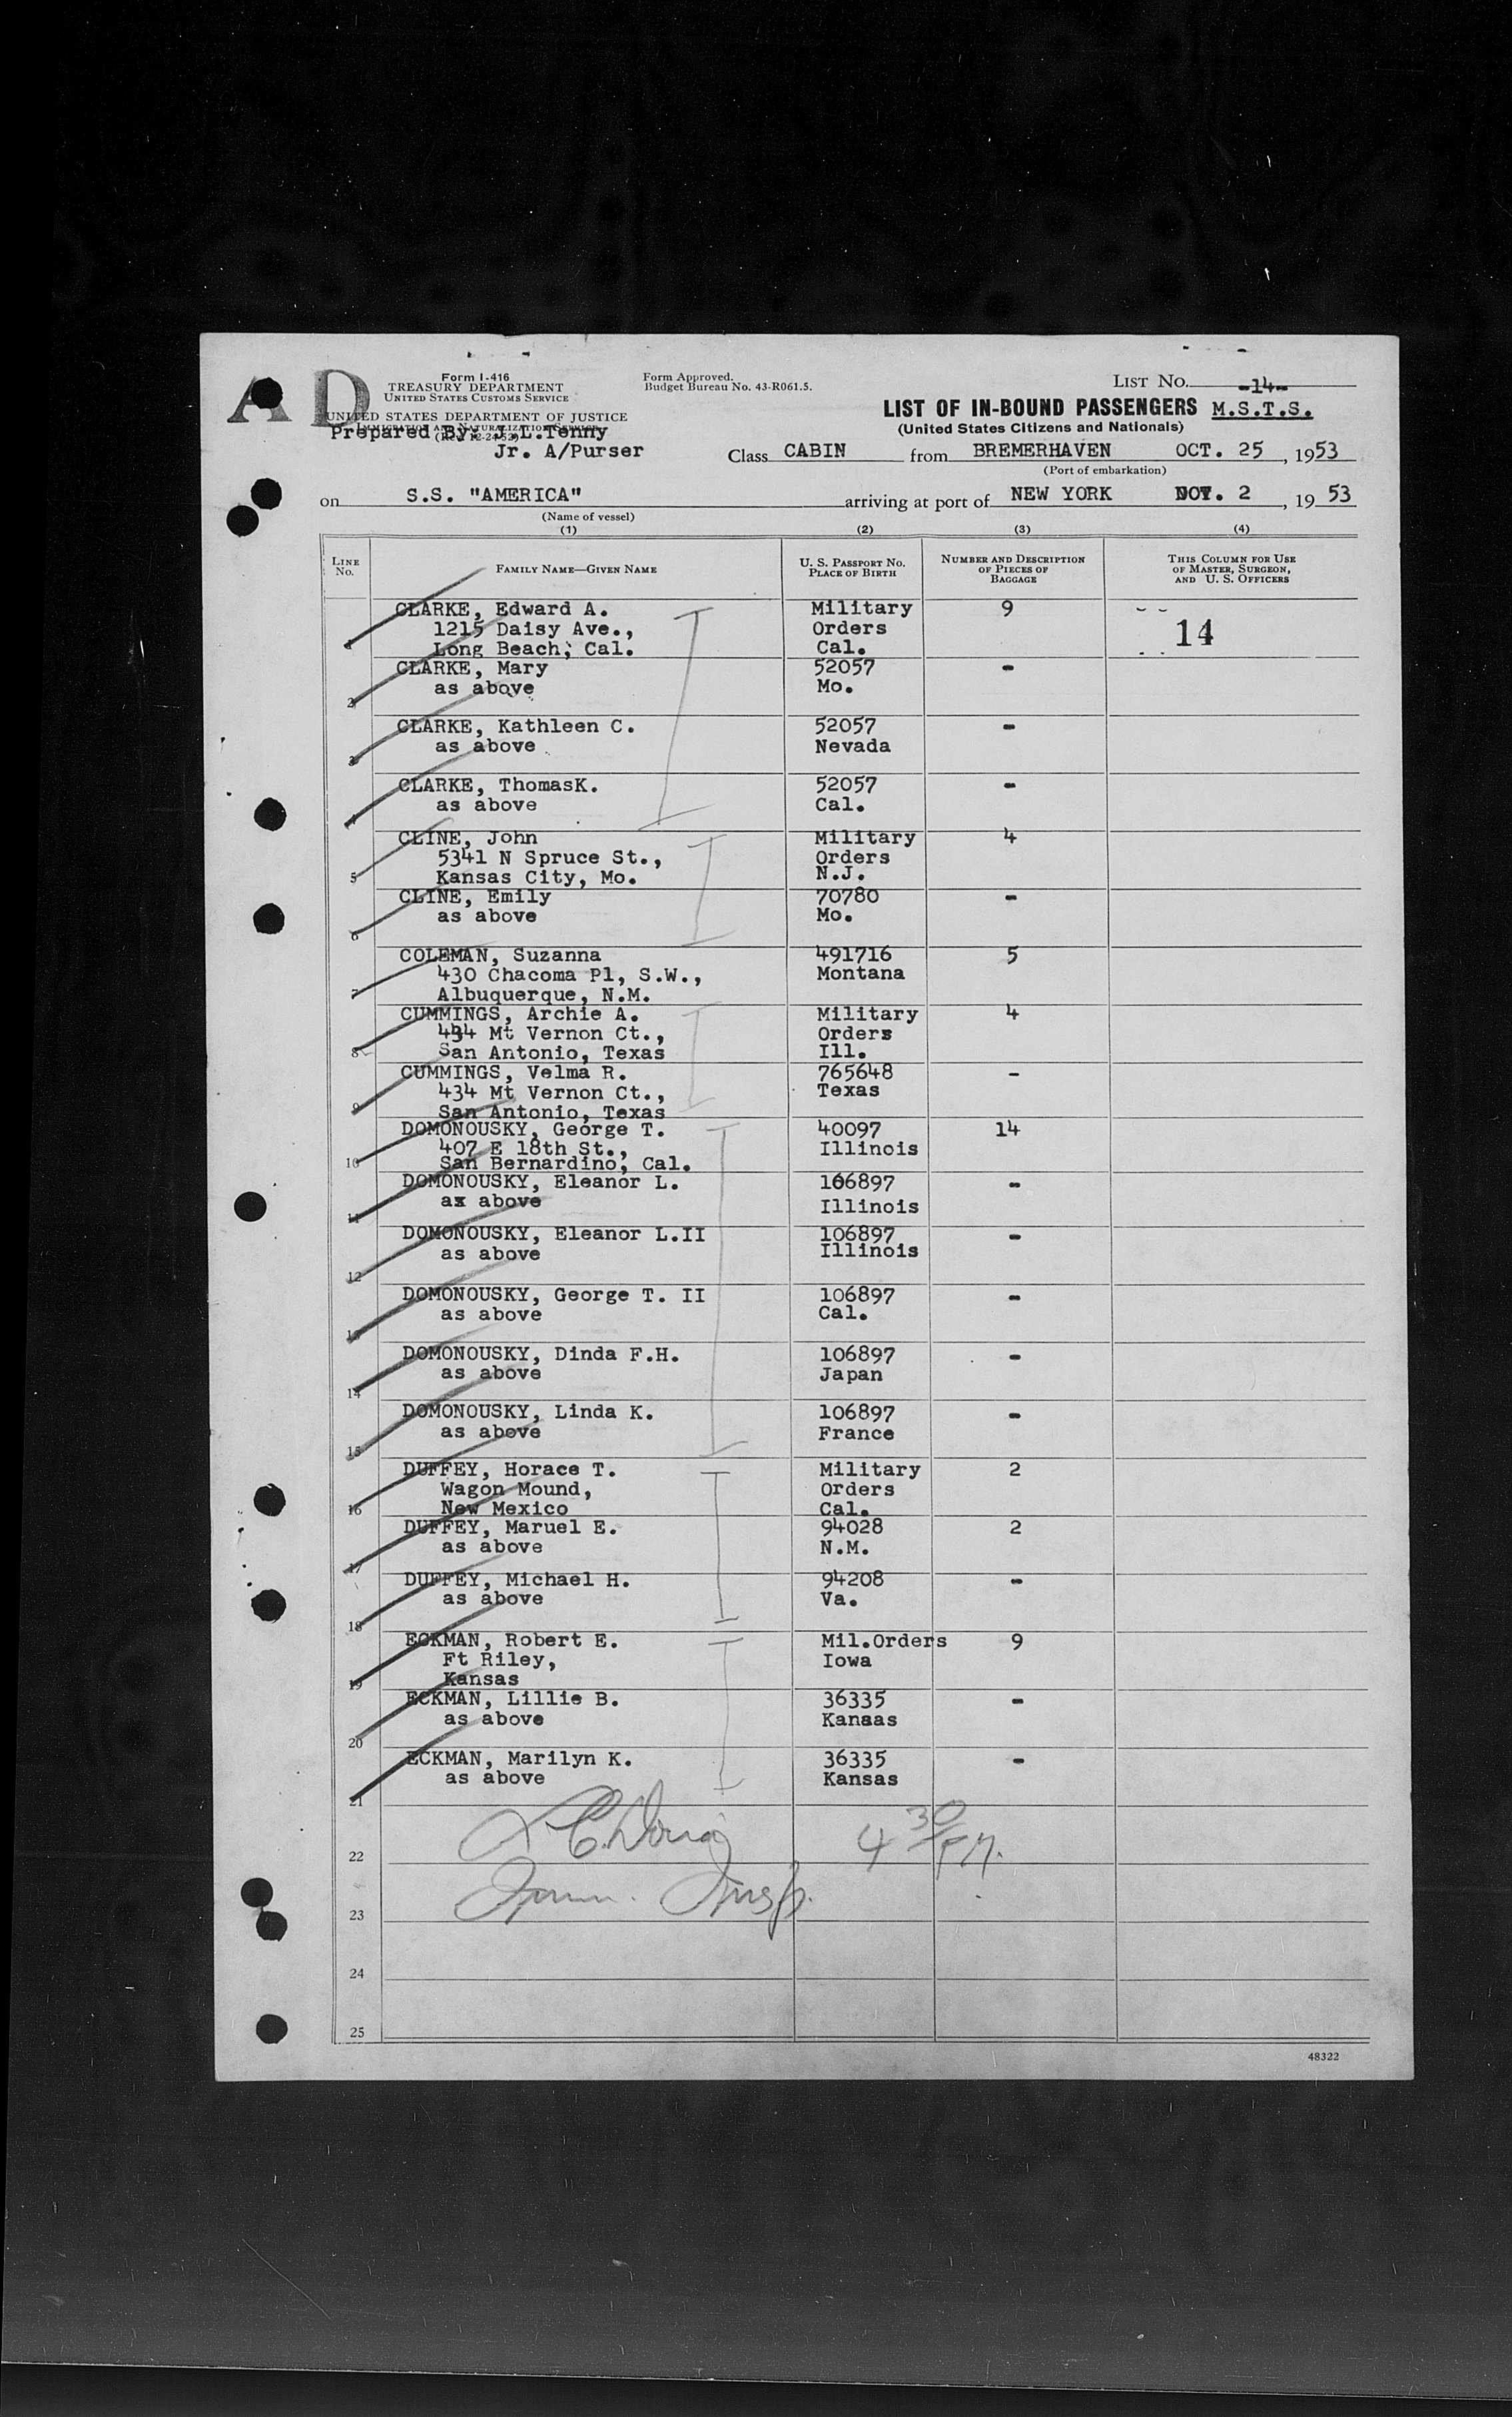 A D
Form I-416
TREASURY DEPARTMENT
UNITED STATES CUSTOMS SERVICE
UNITED STATES DEPARTMENT OF JUSTICE
IMMIGRATION AND NATURALIZATION SERVICE
Prepared By: L.Tenny
Jr. A/Purser
Form Approved.
Budget Bureau No. 43-R061.5.
LIST NO. -14-
LIST OF IN-BOUND PASSENGERS M.S.T.S.
(United States Citizens and Nationals)
Class CABIN from BREMERHAVEN OCT. 25, 1953
(Port of embarkation)
on S.S. "AMERICA" arriving at port of NEW YORK NOV. 2, 19 53
(Name of vessel)
(1) (2) (3) (4)
LINE NO.
FAMILY NAME—GIVEN NAME
U. S. PASSPORT NO.
PLACE OF BIRTH
NUMBER AND DESCRIPTION
OF PIECES OF
BAGGAGE
THIS COLUMN FOR USE
OF MASTER, SURGEON,
AND U. S. OFFICERS
1 CLARKE, Edward A. Military 9
1215 Daisy Ave., Orders 14
Long Beach, Cal. Cal.
2 CLARKE, Mary 52057 -
as above Mo.
3 CLARKE, Kathleen C. 52057 -
as above Nevada
4 CLARKE, ThomasK. 52057 -
as above Cal.
5 CLINE, John Military 4
5341 N Spruce St., Orders
Kansas City, Mo. N.J.
6 CLINE, Emily 70780 -
as above Mo.
7 COLEMAN, Suzanna 491716 5
430 Chacoma Pl, S.W., Montana
Albuquerque, N.M.
8 CUMMINGS, Archie A. Military 4
434 Mt Vernon Ct., Orders
San Antonio, Texas Ill.
9 CUMMINGS, Velma R. 765648 -
434 Mt Vernon Ct., Texas
San Antonio, Texas
10 DOMONOUSKY, George T. 40097 14
407 E 18th St., Illinois
San Bernardino, Cal.
11 DOMONOUSKY, Eleanor L. 106897 -
ax above Illinois
12 DOMONOUSKY, Eleanor L.II 106897 -
as above Illinois
13 DOMONOUSKY, George T. II 106897 -
as above Cal.
14 DOMONOUSKY, Dinda F.H. 106897 -
as above Japan
15 DOMONOUSKY, Linda K. 106897 -
as above France
16 DUFFEY, Horace T. Military 2
Wagon Mound, Orders
New Mexico Cal.
17 DUFFEY, Maruel E. 94028 2
as above N.M.
18 DUFFEY, Michael H. 94208 -
as above Va.
19 ECKMAN, Robert E. Mil.Orders 9
Ft Riley, Iowa
Kansas
20 ECKMAN, Lillie B. 36335 -
as above Kansas
21 ECKMAN, Marilyn K. 36335 -
as above Kansas
22 4 30 PM.
23 Insp.
24
25
48322